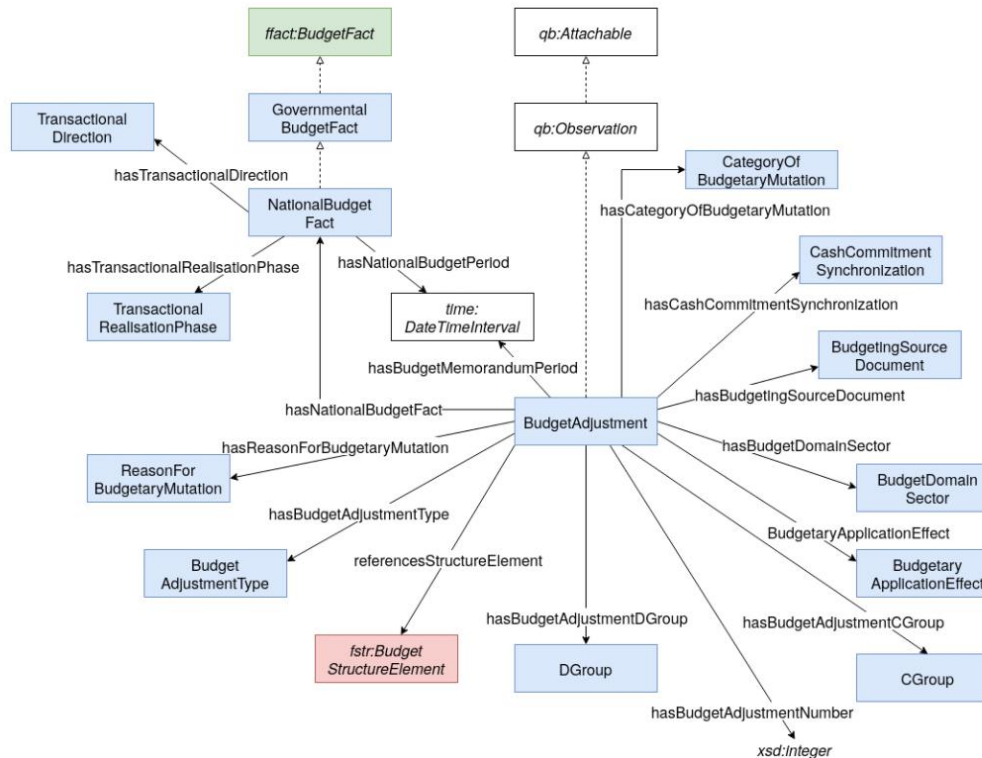 ffact:BudgetFact
qb:Attachable
Transactional
Direction
Governmental
BudgetFact
qb:Observation
CategoryOf
BudgetaryMutation
hasTransactionalDirection
NationalBudget
Fact
hasCategoryOfBudgetaryMutation
hasTransactionalRealisationPhase
hasNationalBudgetPeriod
CashCommitment
Synchronization
Transactional
RealisationPhase
time:
DateTimeInterval
hasCashCommitmentSynchronization
BudgetingSource
Document
hasBudgetMemorandumPeriod
hasBudgetingSourceDocument
hasNationalBudgetFact
BudgetAdjustment
hasReasonForBudgetaryMutation
hasBudgetDomainSector
ReasonFor
BudgetaryMutation
BudgetDomain
Sector
hasBudgetAdjustmentType
BudgetaryApplicationEffect
Budget
AdjustmentType
referencesStructureElement
Budgetary
ApplicationEffect
hasBudgetAdjustmentDGroup
hasBudgetAdjustmentCGroup
fstr:Budget
StructureElement
DGroup
CGroup
hasBudgetAdjustmentNumber
xsd:Integer